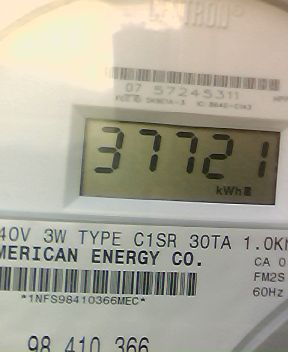 CENTRON®
07 57245311
37721
kWh
40V 3W TYPE C1SR 30TA 1.0K
MERICAN ENERGY CO.
CA 0
FM2S
60Hz
*1NFS98410366MEC*
98 410 366